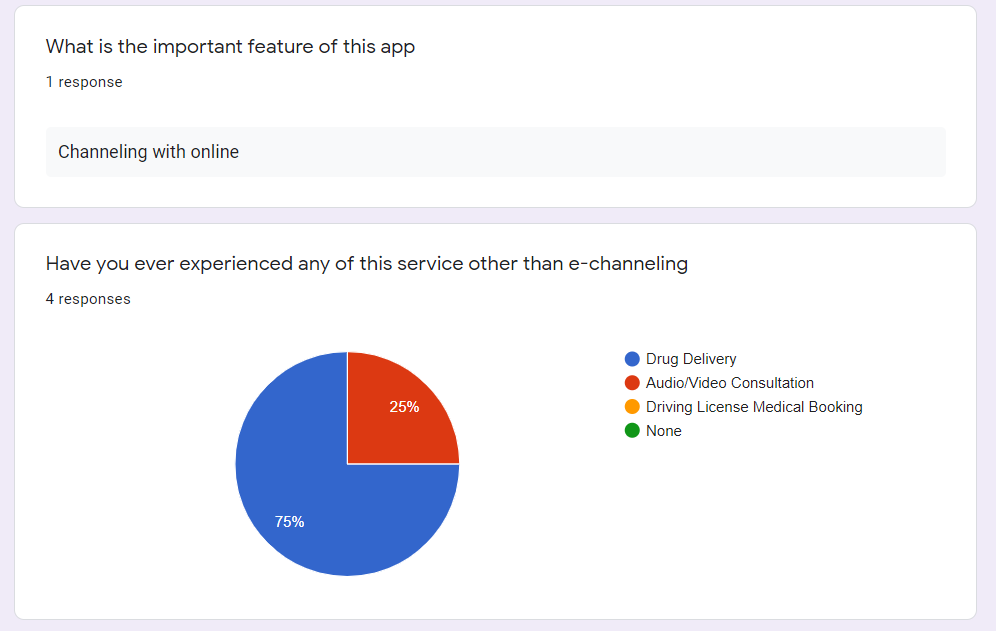 What is the important feature of this app
1 response
Channeling with online
Have you ever experienced any of this service other than e-channeling
4 responses
25%
75%
Drug Delivery
Audio/Video Consultation
Driving License Medical Booking
None